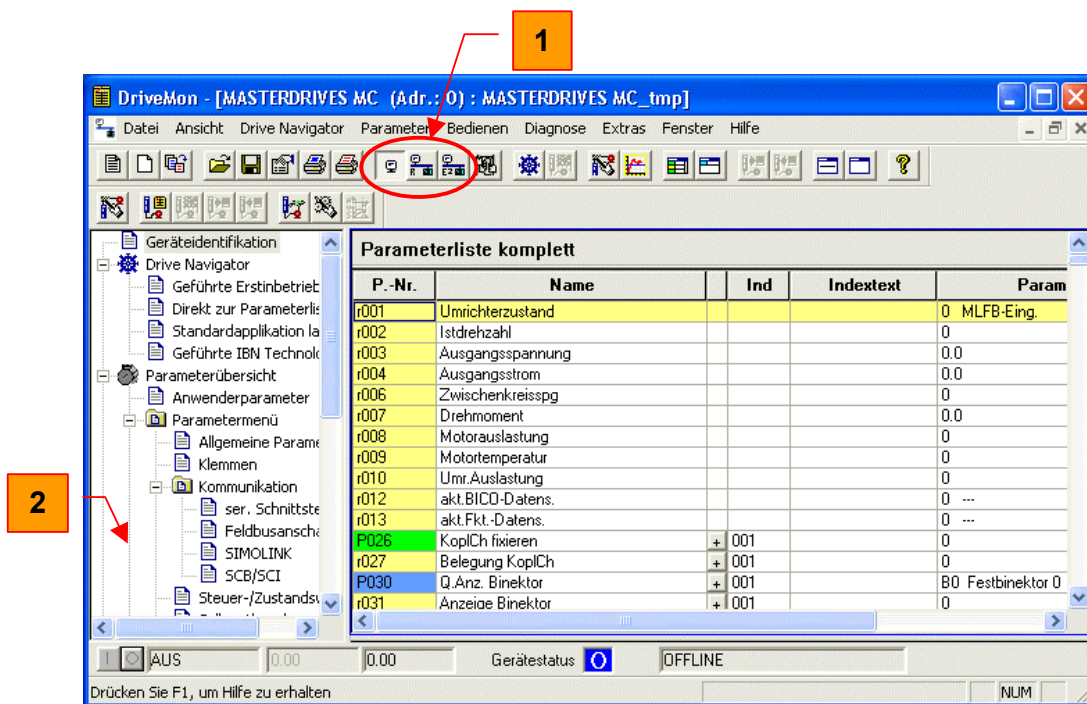 1
DriveMon - [MASTERDRIVES MC (Adr.: 0) : MASTERDRIVES MC_tmp]
Datei Ansicht Drive Navigator Parameter Bedienen Diagnose Extras Fenster Hilfe
Geräteidentifikation
Drive Navigator
Geführte Erstinbetrieb
Direkt zur Parameterlis
Standardapplikation la
Geführte IBN Technolo
Parameterübersicht
Anwenderparameter
Parametermenü
Allgemeine Parame
Klemmen
Kommunikation
ser. Schnittste
Feldbusanscha
SIMOLINK
SCB/SCI
Steuer-/Zustandsw
2
Parameterliste komplett
P.-Nr. Name Ind Indextext Param
r001 Umrichterzustand 0 MLFB-Eing.
r002 Istdrehzahl 0
r003 Ausgangsspannung 0.0
r004 Ausgangsstrom 0.0
r006 Zwischenkreisspg 0
r007 Drehmoment 0.0
r008 Motorauslastung 0
r009 Motortemperatur 0
r010 Umr.Auslastung 0
r012 akt.BICO-Datens. 0 ---
r013 akt.Fkt.-Datens. 0 ---
P026 KoplCh fixieren + 001 0
r027 Belegung KoplCh + 001 0
P030 Q.Anz. Binektor + 001 B0 Festbinektor 0
r031 Anzeige Binektor + 001 0
AUS 0.00 0.00 Gerätestatus OFFLINE
Drücken Sie F1, um Hilfe zu erhalten NUM